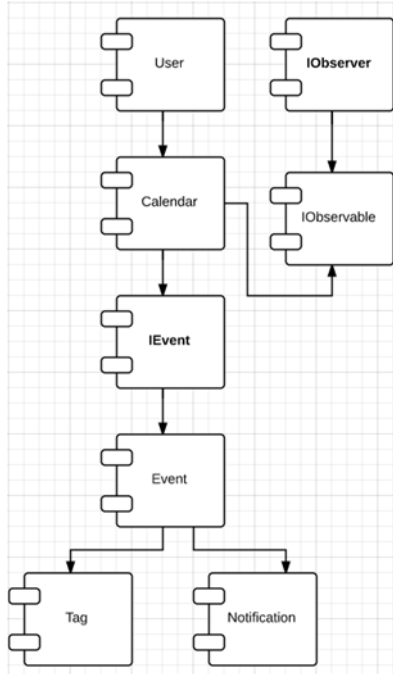 User
IObserver
Calendar
IObservable
IEvent
Event
Tag
Notification